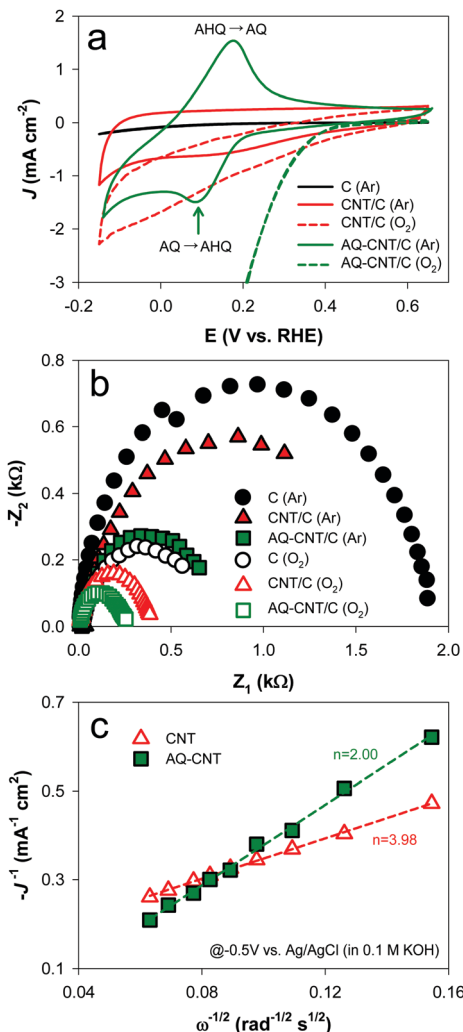 a
AHQ → AQ
2
1
0
-1
-2
-3
J (mA cm⁻²)
AQ → AHQ
C (Ar)
CNT/C (Ar)
CNT/C (O₂)
AQ-CNT/C (Ar)
AQ-CNT/C (O₂)
-0.2 0.0 0.2 0.4 0.6
E (V vs. RHE)
b
0.8
0.6
0.4
0.2
0.0
-Z₂ (kΩ)
C (Ar)
CNT/C (Ar)
AQ-CNT/C (Ar)
C (O₂)
CNT/C (O₂)
AQ-CNT/C (O₂)
0.0 0.5 1.0 1.5 2.0
Z₁ (kΩ)
c
0.7
0.5
0.3
0.1
-J⁻¹ (mA⁻¹ cm²)
CNT
AQ-CNT
n=2.00
n=3.98
@-0.5V vs. Ag/AgCl (in 0.1 M KOH)
0.04 0.08 0.12 0.16
ω⁻¹/² (rad⁻¹/² s¹/²)